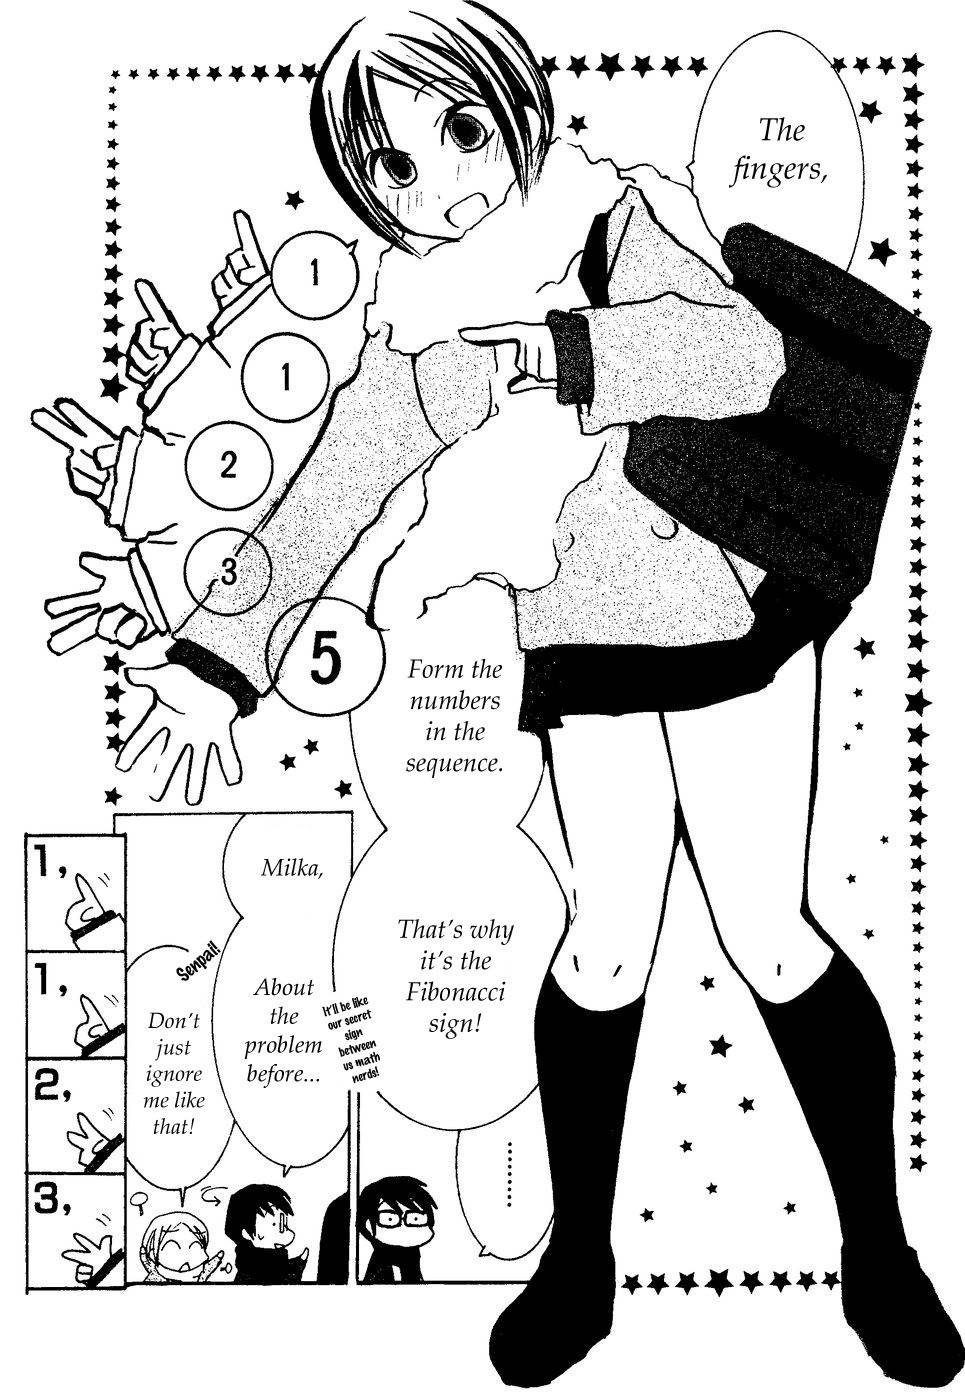 The
fingers,
1
1
2
3
5
Form the
numbers
in the
sequence.
That's why
it's the
Fibonacci
sign!
It'll be like
our secret
sign
between
us math
nerds!
........
Milka,
About
the
problem
before...
Senpai!
Don't
just
ignore
me like
that!
1,
1,
2,
3,